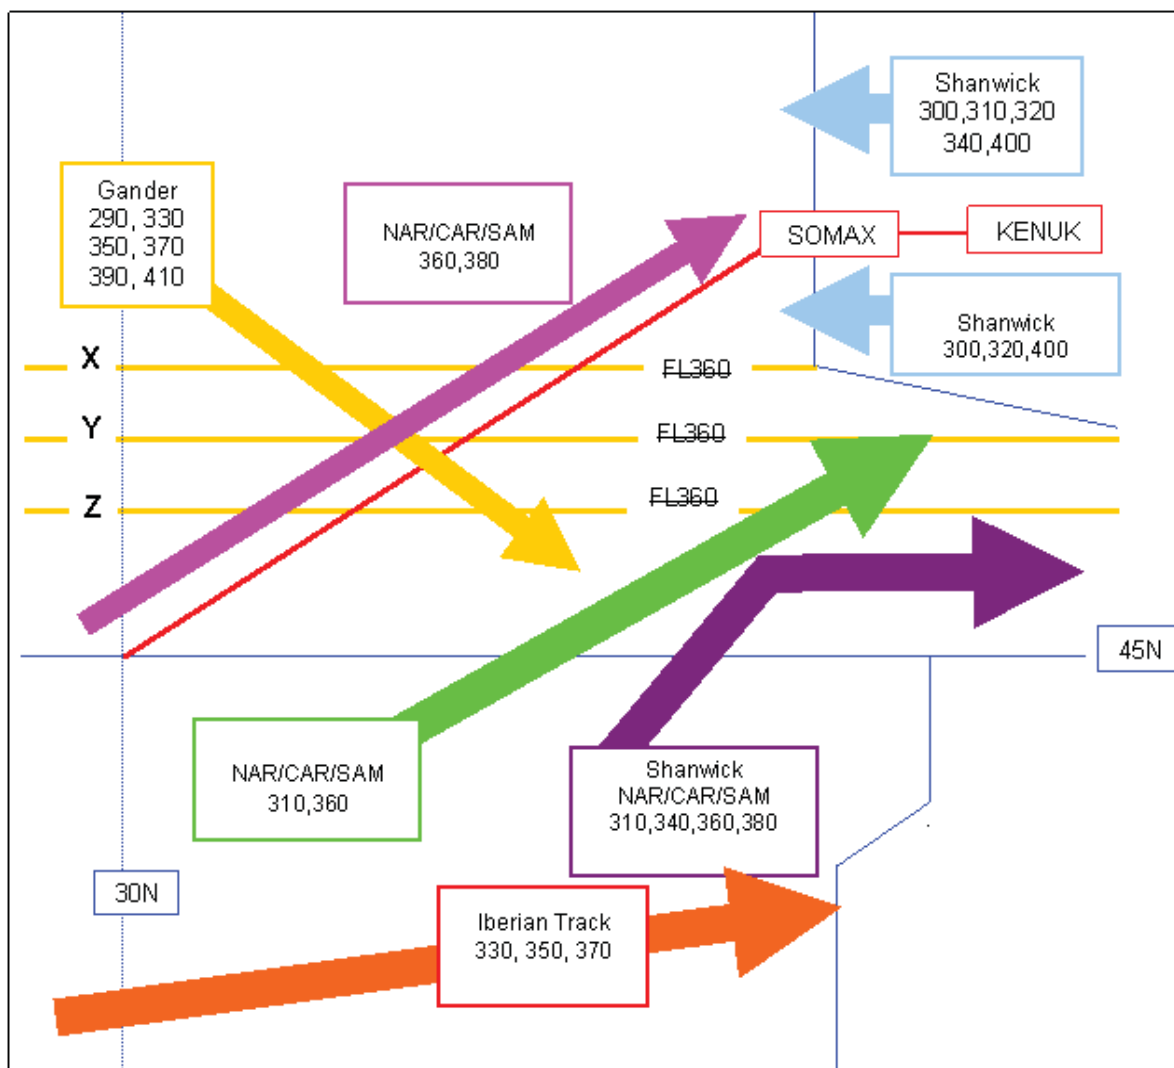 Shanwick
300,310,320
340,400
Gander
290, 330
350, 370
390, 410
NAR/CAR/SAM
360,380
SOMAX
KENUK
Shanwick
300,320,400
X
FL360
Y
FL360
Z
FL360
45N
NAR/CAR/SAM
310,360
Shanwick
NAR/CAR/SAM
310,340,360,380
30N
Iberian Track
330, 350, 370